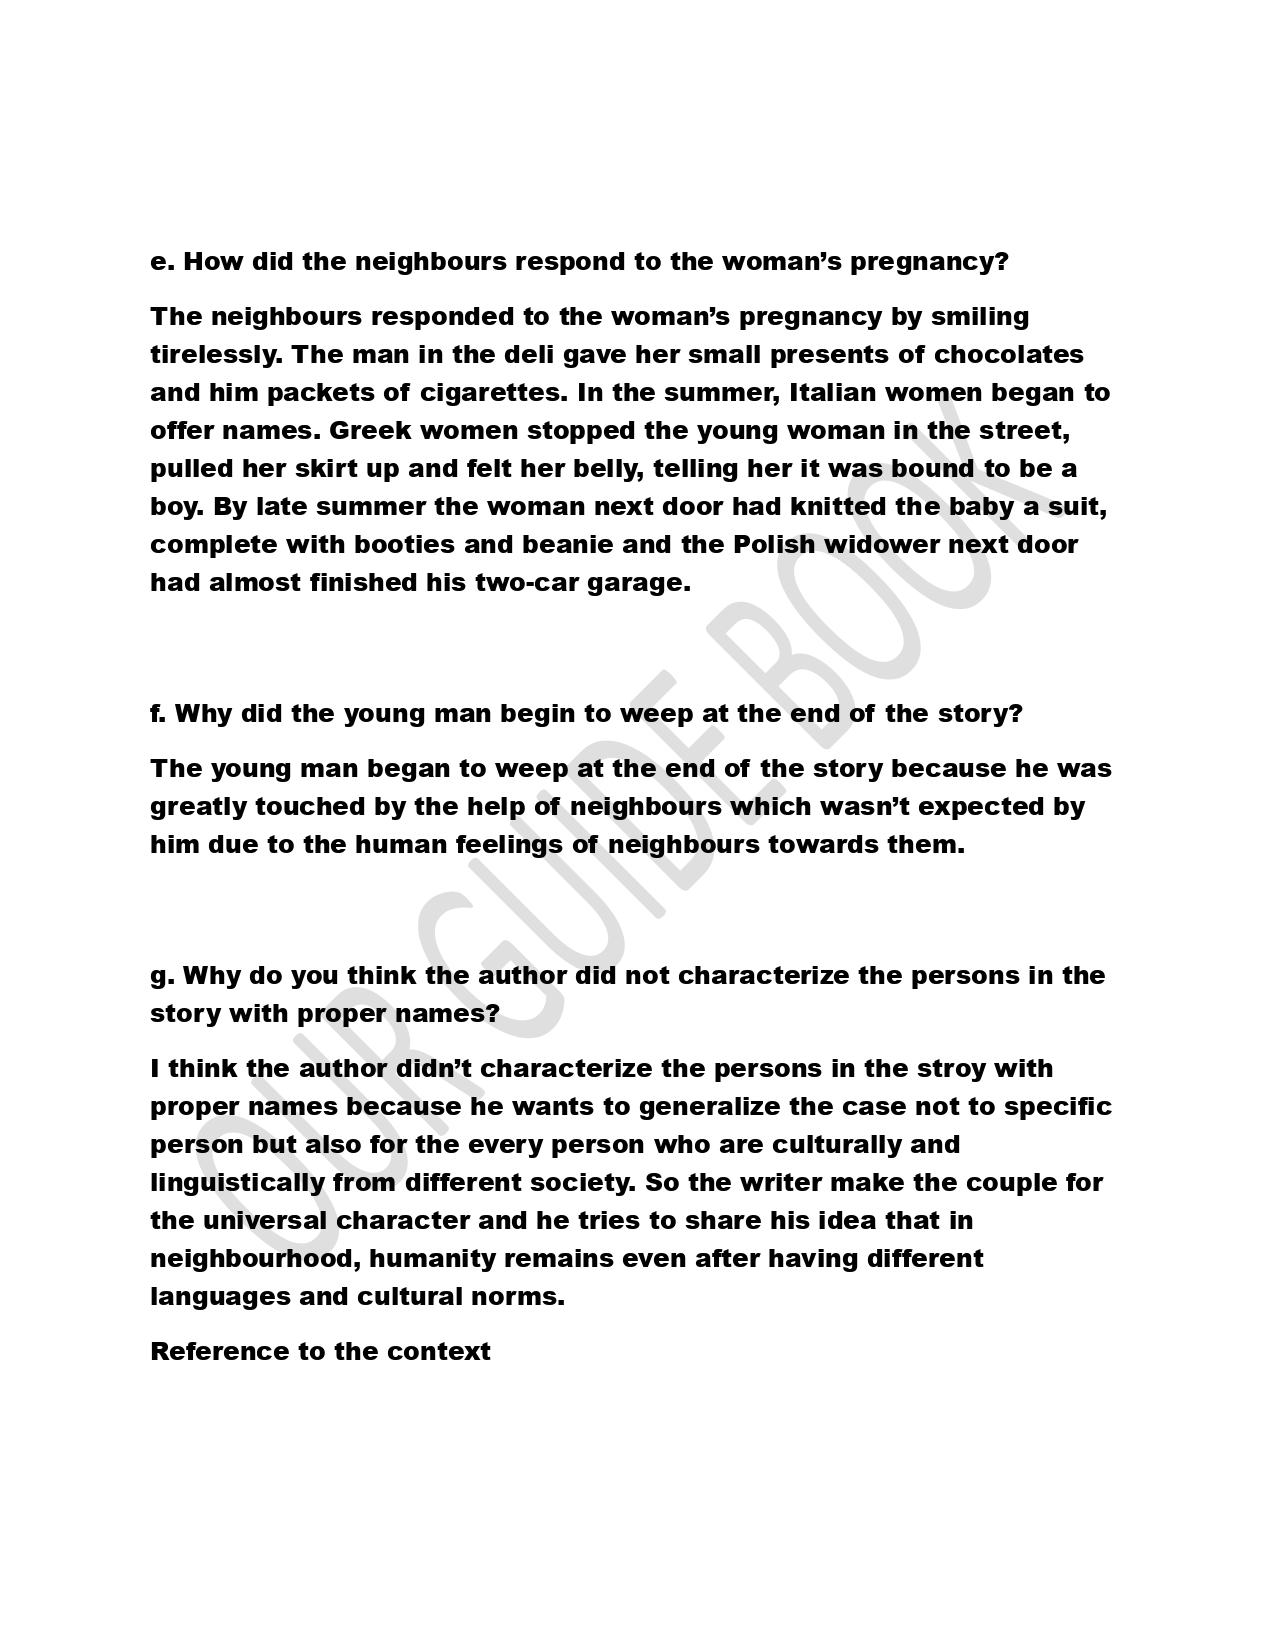 e. How did the neighbours respond to the woman’s pregnancy?
The neighbours responded to the woman’s pregnancy by smiling
tirelessly. The man in the deli gave her small presents of chocolates
and him packets of cigarettes. In the summer, Italian women began to
offer names. Greek women stopped the young woman in the street,
pulled her skirt up and felt her belly, telling her it was bound to be a
boy. By late summer the woman next door had knitted the baby a suit,
complete with booties and beanie and the Polish widower next door
had almost finished his two-car garage.
f. Why did the young man begin to weep at the end of the story?
The young man began to weep at the end of the story because he was
greatly touched by the help of neighbours which wasn’t expected by
him due to the human feelings of neighbours towards them.
g. Why do you think the author did not characterize the persons in the
story with proper names?
I think the author didn’t characterize the persons in the stroy with
proper names because he wants to generalize the case not to specific
person but also for the every person who are culturally and
linguistically from different society. So the writer make the couple for
the universal character and he tries to share his idea that in
neighbourhood, humanity remains even after having different
languages and cultural norms.
Reference to the context
OUR GUIDE BOOK